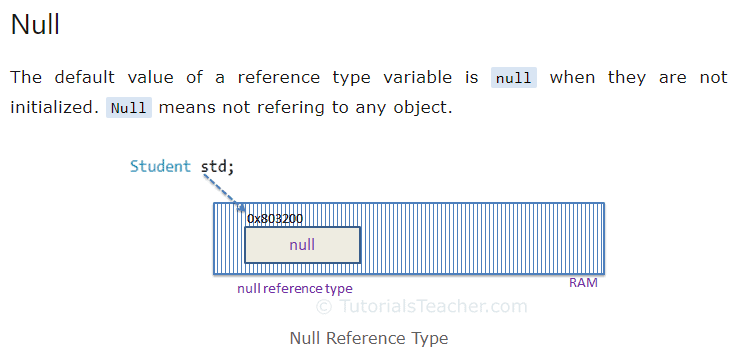 Null
The default value of a reference type variable is null when they are not
initialized. Null means not refering to any object.
Student std;
0x803200
null
null reference type
RAM
© TutorialsTeacher.com
Null Reference Type